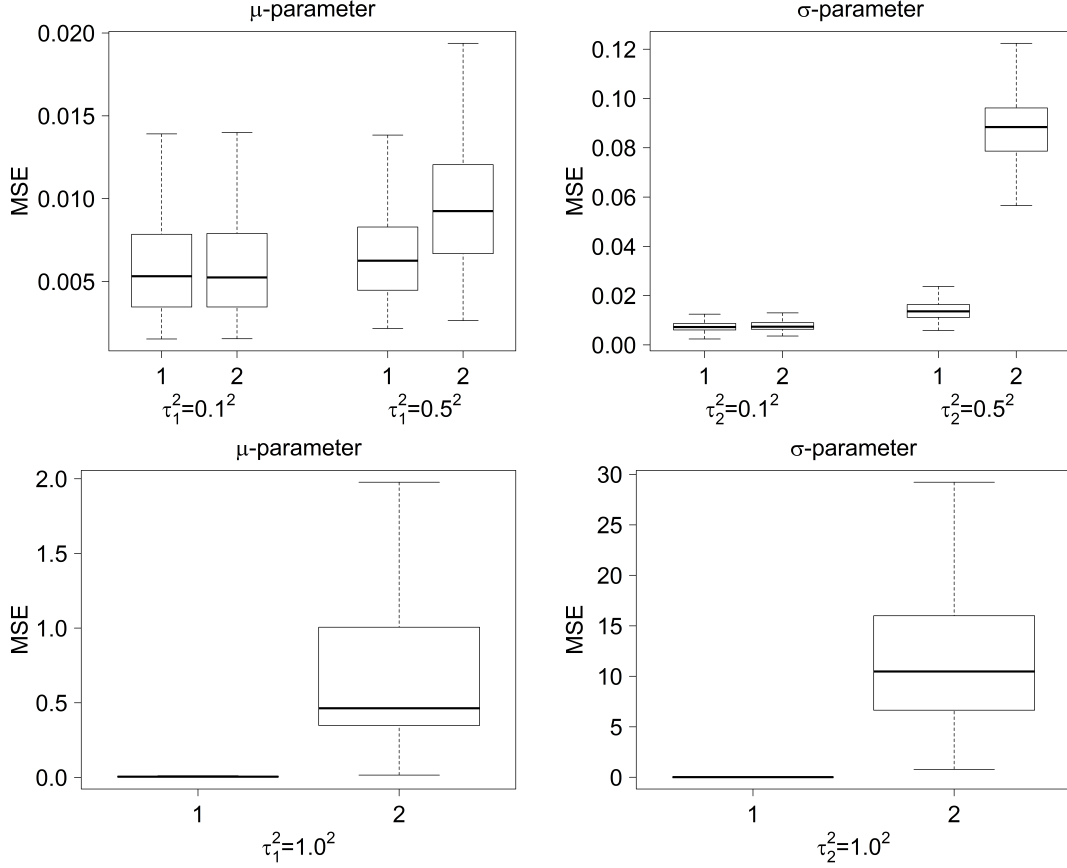 μ-parameter
MSE
0.020
0.015
0.010
0.005
1 2 1 2
τ₁²=0.1² τ₁²=0.5²
σ-parameter
MSE
0.12
0.10
0.08
0.06
0.04
0.02
0.00
1 2 1 2
τ₂²=0.1² τ₂²=0.5²
μ-parameter
MSE
2.0
1.5
1.0
0.5
0.0
1 2
τ₁²=1.0²
σ-parameter
MSE
30
25
20
15
10
5
0
1 2
τ₂²=1.0²